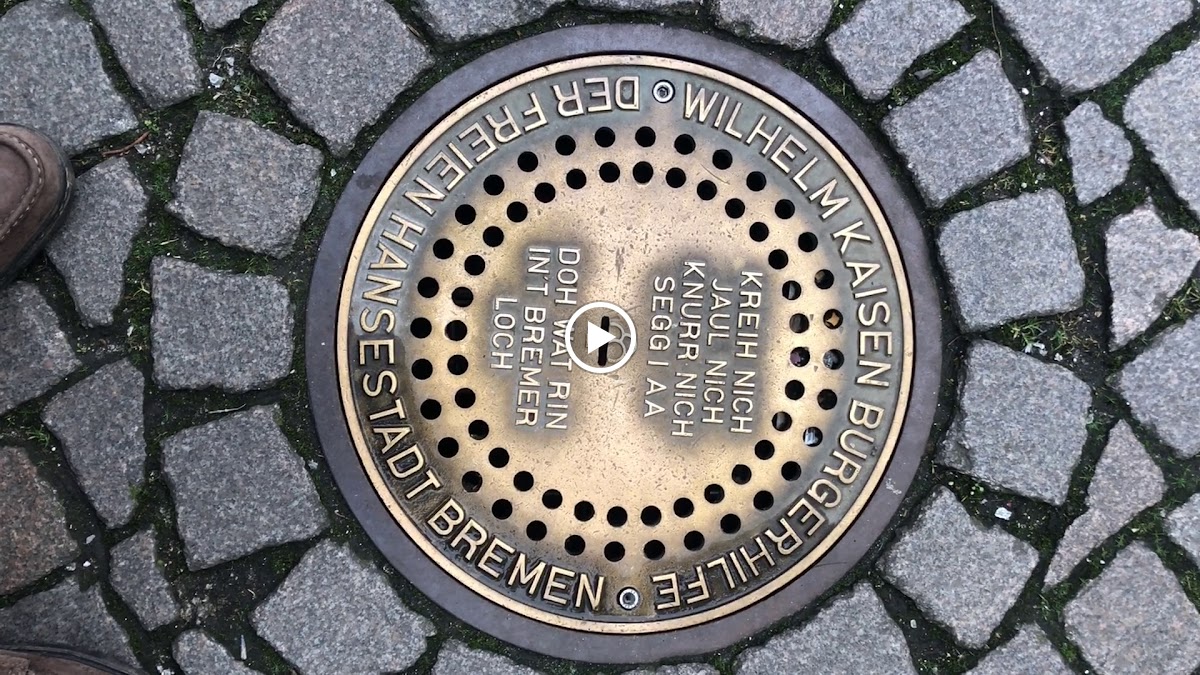 WILHELM KAISEN BÜRGERHILFE
DER FREIEN HANSESTADT BREMEN
KREIH NICH
JAUL NICH
KNURR NICH
SEGG I AA
DOH WAT RIN
IN'T BREMER
LOCH